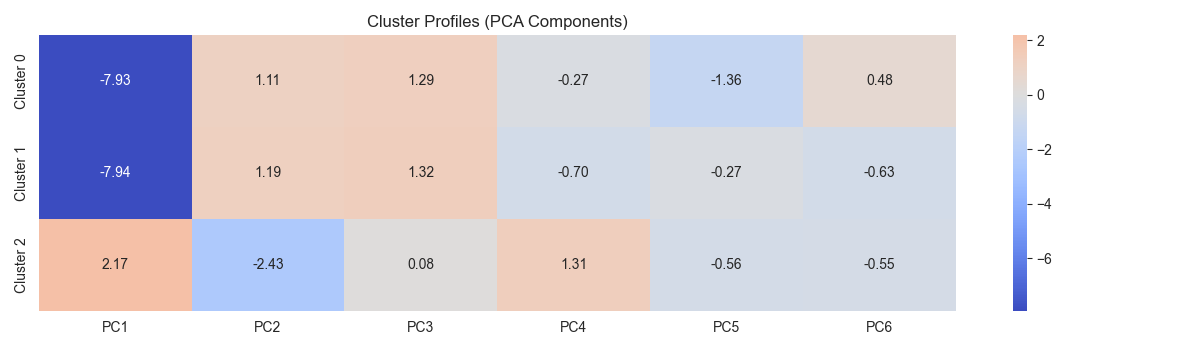 Cluster Profiles (PCA Components)
Cluster 0
-7.93 1.11 1.29 -0.27 -1.36 0.48
Cluster 1
-7.94 1.19 1.32 -0.70 -0.27 -0.63
Cluster 2
2.17 -2.43 0.08 1.31 -0.56 -0.55
PC1 PC2 PC3 PC4 PC5 PC6
2
0
−2
−4
−6